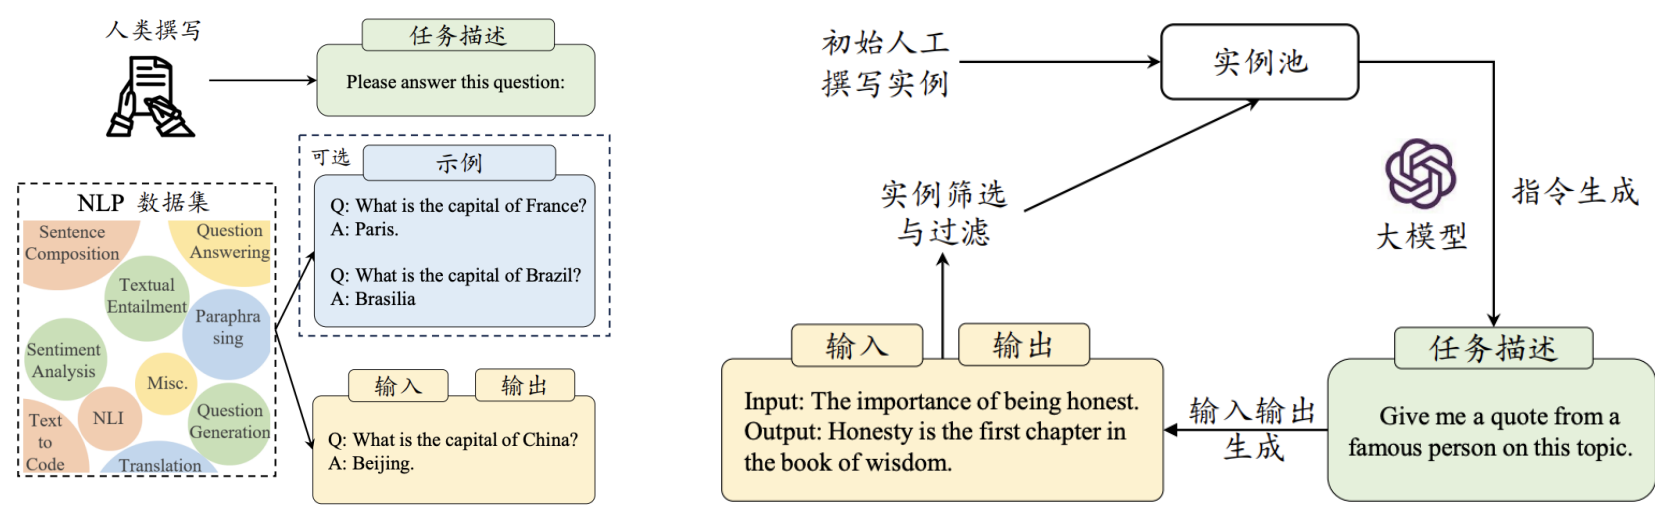 人类撰写
任务描述
Please answer this question:
可选
示例
Q: What is the capital of France?
A: Paris.
Q: What is the capital of Brazil?
A: Brasilia
NLP 数据集
Sentence
Composition
Question
Answering
Textual
Entailment
Paraphra
sing
Sentiment
Analysis
Misc.
NLI
Question
Generation
Text
to
Code
Translation
输入
输出
Q: What is the capital of China?
A: Beijing.
初始人工
撰写实例
实例池
实例筛选
与过滤
大模型
指令生成
输入
输出
Input: The importance of being honest.
Output: Honesty is the first chapter in
the book of wisdom.
输入输出
生成
任务描述
Give me a quote from a
famous person on this topic.